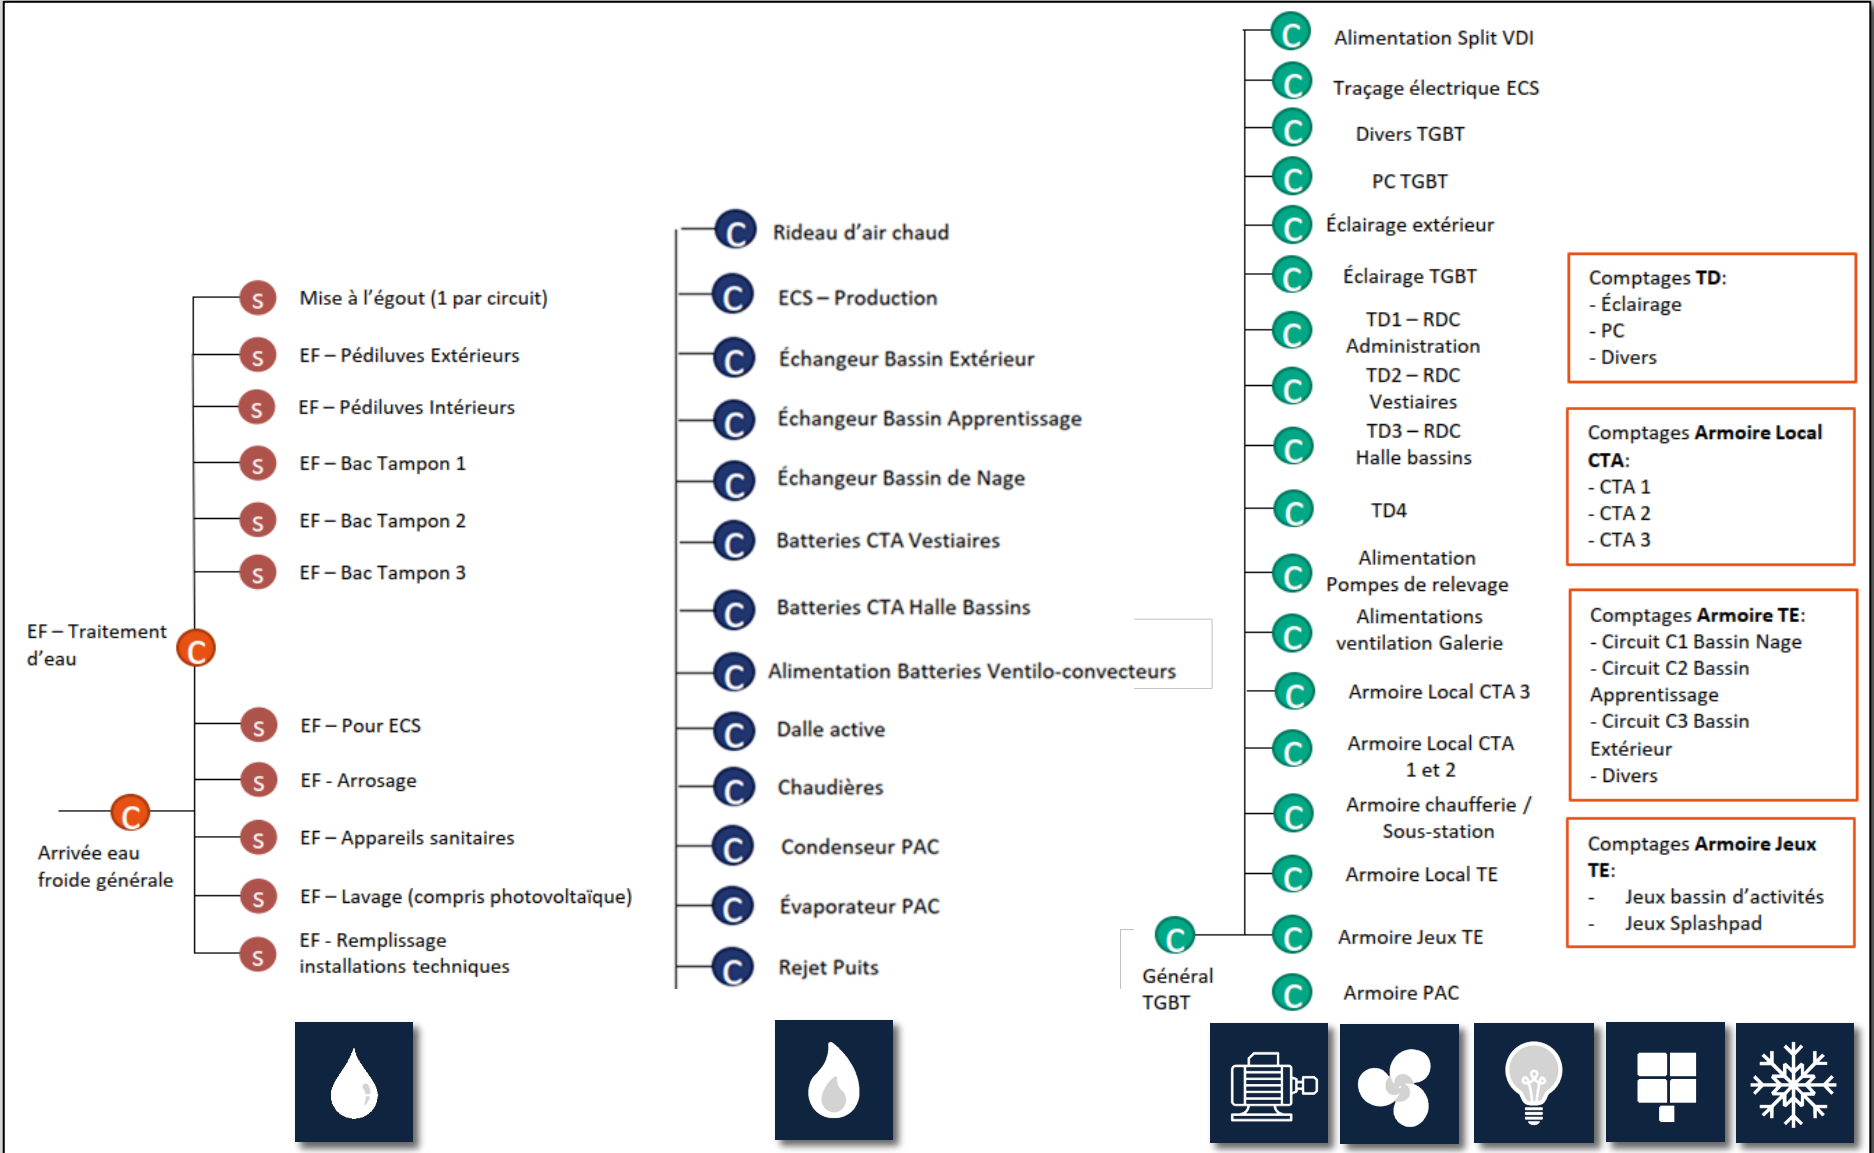 S Mise à l'égout (1 par circuit)
S EF – Pédiluves Extérieurs
S EF – Pédiluves Intérieurs
S EF – Bac Tampon 1
S EF – Bac Tampon 2
S EF – Bac Tampon 3
EF – Traitement
d'eau
C
S EF – Pour ECS
S EF - Arrosage
C
Arrivée eau
froide générale
S EF – Appareils sanitaires
S EF – Lavage (compris photovoltaïque)
S EF - Remplissage
installations techniques
C Rideau d'air chaud
C ECS – Production
C Échangeur Bassin Extérieur
C Échangeur Bassin Apprentissage
C Échangeur Bassin de Nage
C Batteries CTA Vestiaires
C Batteries CTA Halle Bassins
C Alimentation Batteries Ventilo-convecteurs
C Dalle active
C Chaudières
C Condenseur PAC
C Évaporateur PAC
C Rejet Puits
C Alimentation Split VDI
C Traçage électrique ECS
C Divers TGBT
C PC TGBT
C Éclairage extérieur
C Éclairage TGBT
C TD1 – RDC
Administration
C TD2 – RDC
Vestiaires
C TD3 – RDC
Halle bassins
C TD4
C Alimentation
Pompes de relevage
C Alimentations
ventilation Galerie
C Armoire Local CTA 3
C Armoire Local CTA
1 et 2
C Armoire chaufferie /
Sous-station
C Armoire Local TE
C Armoire Jeux TE
C Armoire PAC
C
Général
TGBT
Comptages TD:
- Éclairage
- PC
- Divers
Comptages Armoire Local
CTA:
- CTA 1
- CTA 2
- CTA 3
Comptages Armoire TE:
- Circuit C1 Bassin Nage
- Circuit C2 Bassin
Apprentissage
- Circuit C3 Bassin
Extérieur
- Divers
Comptages Armoire Jeux
TE:
- Jeux bassin d'activités
- Jeux Splashpad